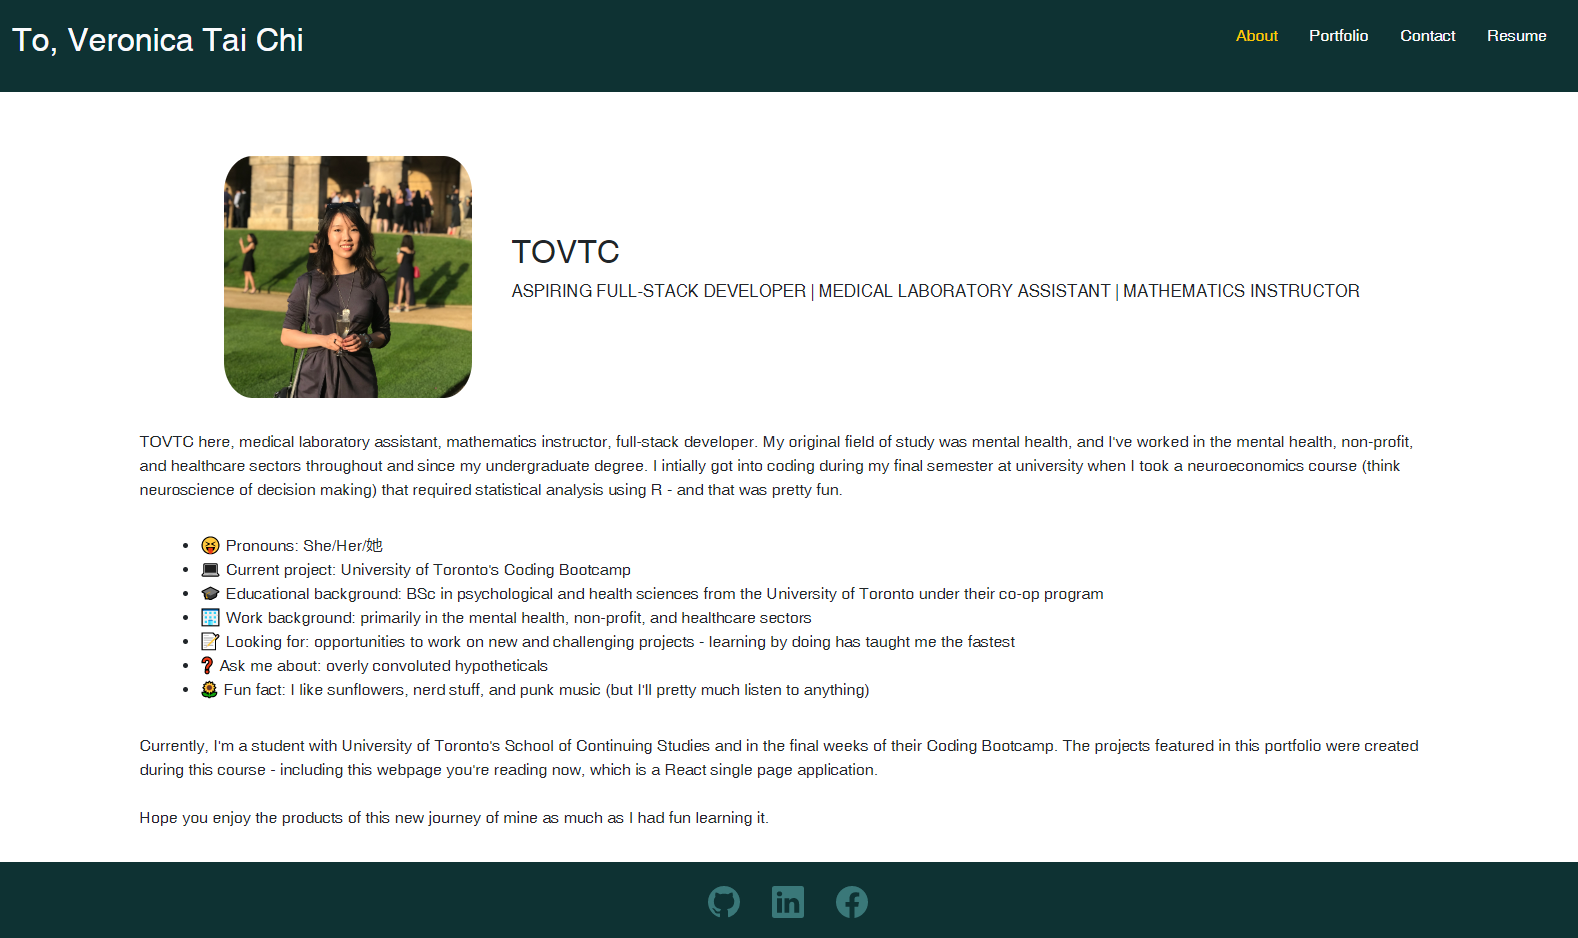 To, Veronica Tai Chi
About Portfolio Contact Resume
TOVTC
ASPIRING FULL-STACK DEVELOPER | MEDICAL LABORATORY ASSISTANT | MATHEMATICS INSTRUCTOR
TOVTC here, medical laboratory assistant, mathematics instructor, full-stack developer. My original field of study was mental health, and I've worked in the mental health, non-profit,
and healthcare sectors throughout and since my undergraduate degree. I intially got into coding during my final semester at university when I took a neuroeconomics course (think
neuroscience of decision making) that required statistical analysis using R - and that was pretty fun.
• 😝 Pronouns: She/Her/她
• 💻 Current project: University of Toronto's Coding Bootcamp
• 🎓 Educational background: BSc in psychological and health sciences from the University of Toronto under their co-op program
• 🏢 Work background: primarily in the mental health, non-profit, and healthcare sectors
• 📝 Looking for: opportunities to work on new and challenging projects - learning by doing has taught me the fastest
• ❓ Ask me about: overly convoluted hypotheticals
• 🌻 Fun fact: I like sunflowers, nerd stuff, and punk music (but I'll pretty much listen to anything)
Currently, I'm a student with University of Toronto's School of Continuing Studies and in the final weeks of their Coding Bootcamp. The projects featured in this portfolio were created
during this course - including this webpage you're reading now, which is a React single page application.
Hope you enjoy the products of this new journey of mine as much as I had fun learning it.